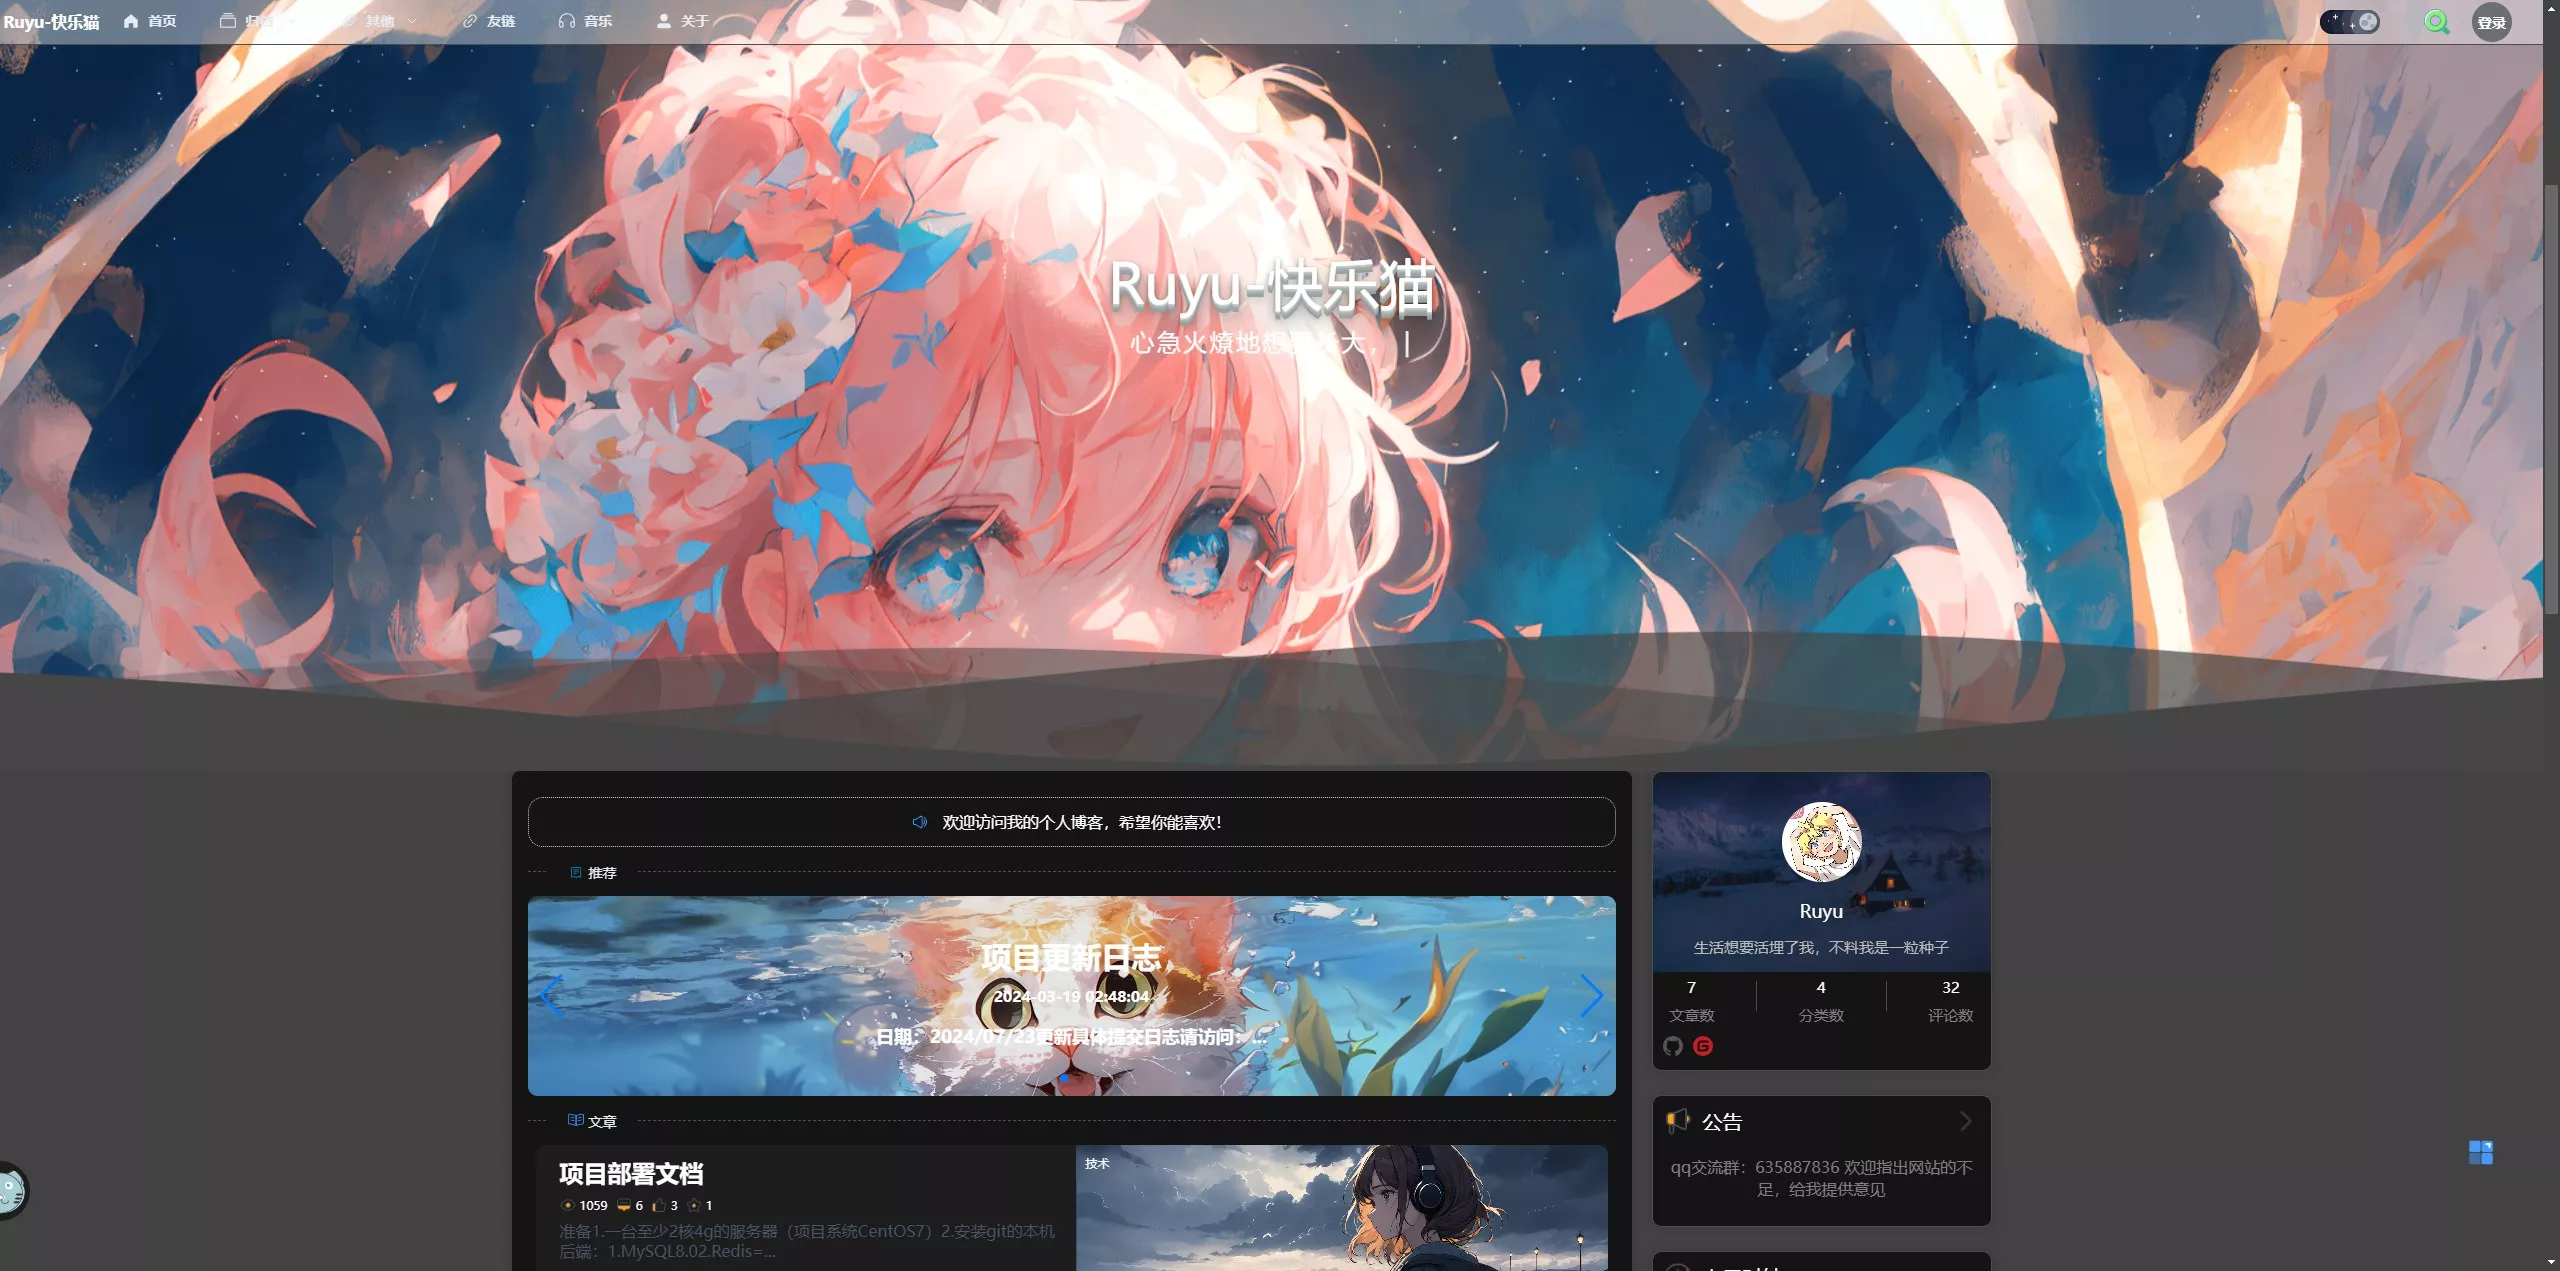 Ruyu-快乐猫 首页 其他 友链 音乐 关于 登录
Ruyu-快乐猫
心急火燎地想要长大，|
欢迎访问我的个人博客，希望你能喜欢！
推荐
项目更新日志
2024-03-19 02:48:04
日期：2024/07/23更新具体提交日志请访问：...
文章
项目部署文档
1059 6 3 1
准备1.一台至少2核4g的服务器（项目系统CentOS7）2.安装git的本机
后端：1.MySQL8.02.Redis=...
技术
Ruyu
生活想要活埋了我，不料我是一粒种子
7 4 32
文章数 分类数 评论数
公告
qq交流群：635887836 欢迎指出网站的不
足，给我提供意见